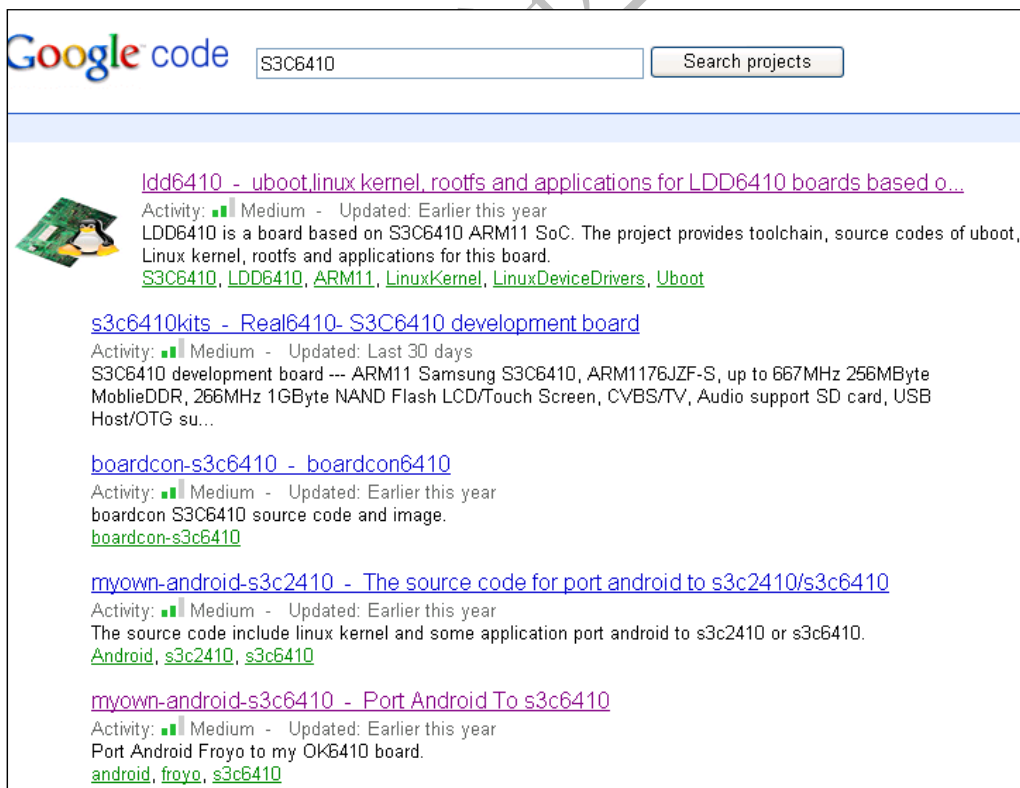 Google code S3C6410 Search projects
ldd6410 - uboot,linux kernel, rootfs and applications for LDD6410 boards based o...
Activity: Medium - Updated: Earlier this year
LDD6410 is a board based on S3C6410 ARM11 SoC. The project provides toolchain, source codes of uboot,
Linux kernel, rootfs and applications for this board.
S3C6410, LDD6410, ARM11, LinuxKernel, LinuxDeviceDrivers, Uboot
s3c6410kits - Real6410- S3C6410 development board
Activity: Medium - Updated: Last 30 days
S3C6410 development board --- ARM11 Samsung S3C6410, ARM1176JZF-S, up to 667MHz 256MByte
MoblieDDR, 266MHz 1GByte NAND Flash LCD/Touch Screen, CVBS/TV, Audio support SD card, USB
Host/OTG su...
boardcon-s3c6410 - boardcon6410
Activity: Medium - Updated: Earlier this year
boardcon S3C6410 source code and image.
boardcon-s3c6410
myown-android-s3c2410 - The source code for port android to s3c2410/s3c6410
Activity: Medium - Updated: Earlier this year
The source code include linux kernel and some application port android to s3c2410 or s3c6410.
Android, s3c2410, s3c6410
myown-android-s3c6410 - Port Android To s3c6410
Activity: Medium - Updated: Earlier this year
Port Android Froyo to my OK6410 board.
android, froyo, s3c6410